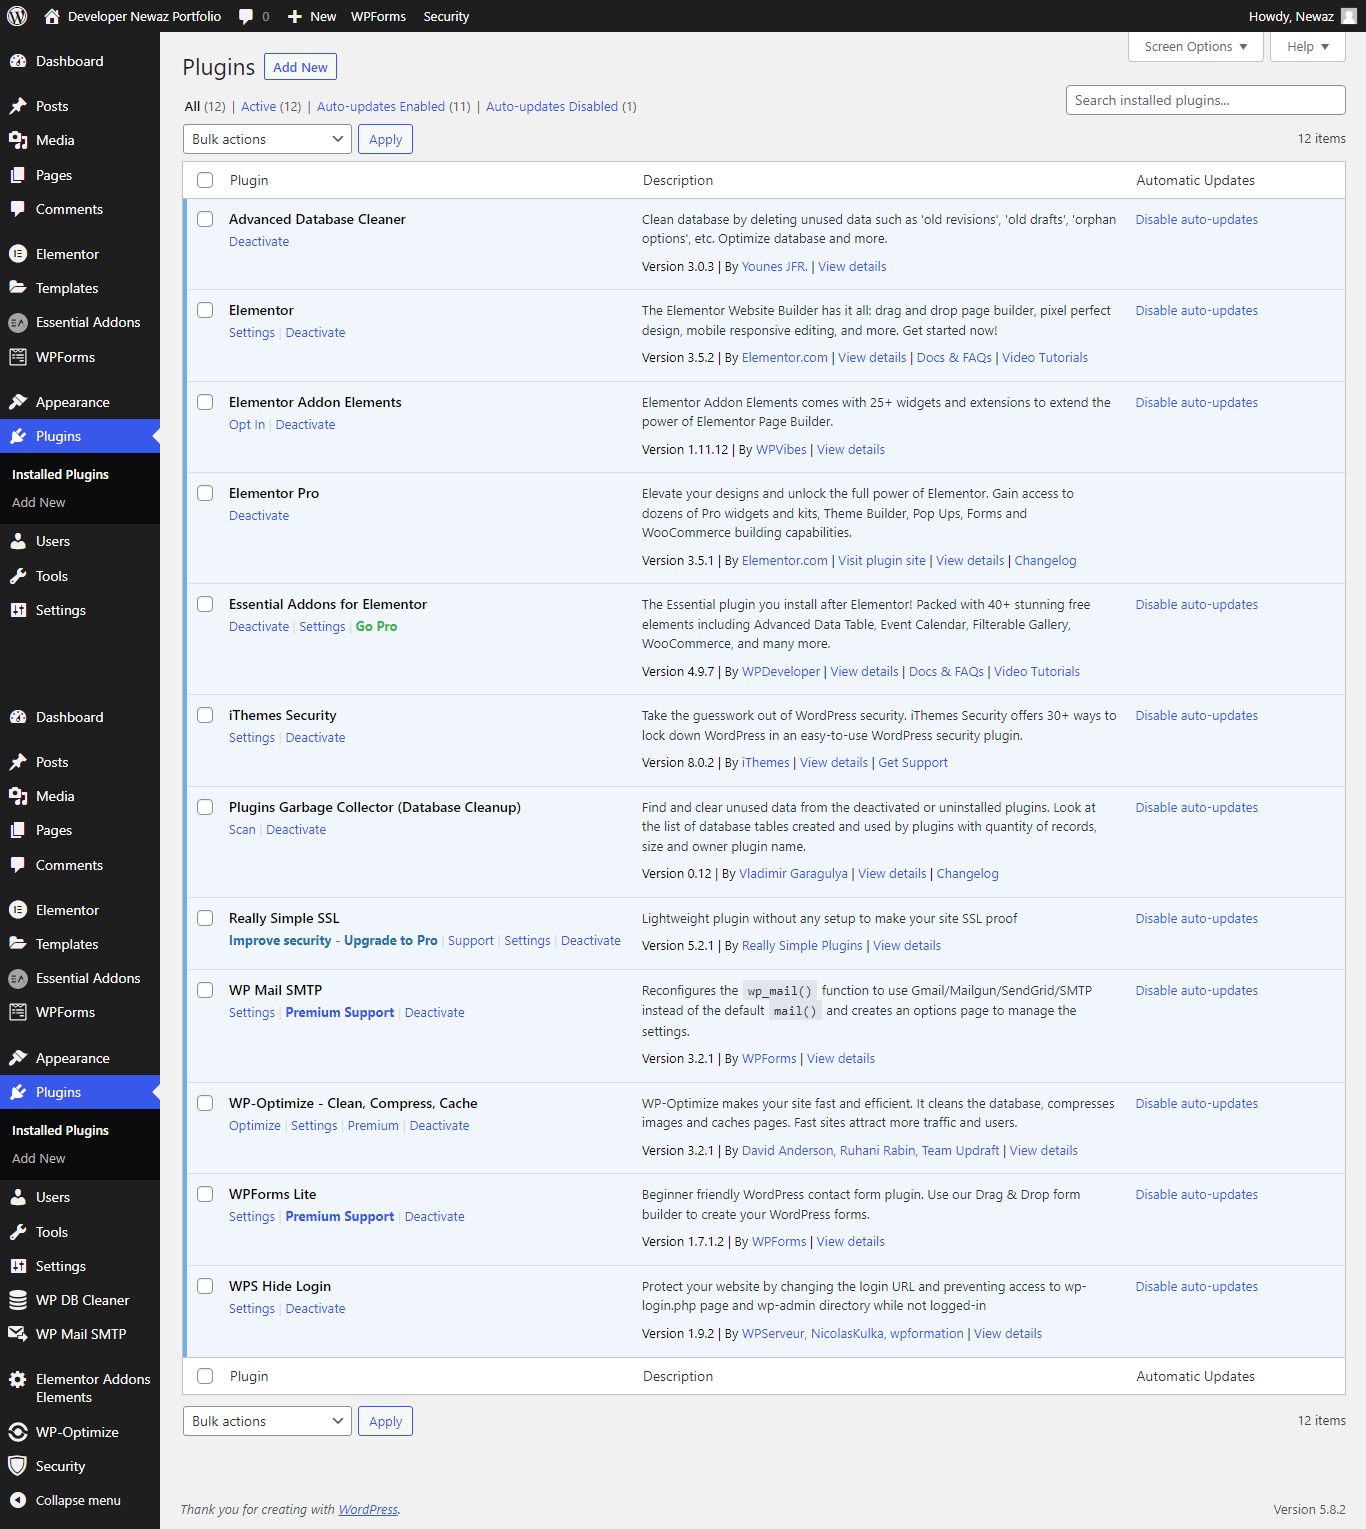 Developer Newaz Portfolio 0 New WPForms Security Howdy, Newaz
Screen Options Help
Dashboard
Posts
Media
Pages
Comments
Elementor
Templates
Essential Addons
WPForms
Appearance
Plugins
Installed Plugins
Add New
Users
Tools
Settings
Dashboard
Posts
Media
Pages
Comments
Elementor
Templates
Essential Addons
WPForms
Appearance
Plugins
Installed Plugins
Add New
Users
Tools
Settings
WP DB Cleaner
WP Mail SMTP
Elementor Addons
Elements
WP-Optimize
Security
Collapse menu
Plugins Add New
All (12) | Active (12) | Auto-updates Enabled (11) | Auto-updates Disabled (1)
Search installed plugins...
Bulk actions Apply
12 items
Plugin Description Automatic Updates
Advanced Database Cleaner
Deactivate
Clean database by deleting unused data such as 'old revisions', 'old drafts', 'orphan
options', etc. Optimize database and more.
Version 3.0.3 | By Younes JFR. | View details
Disable auto-updates
Elementor
Settings | Deactivate
The Elementor Website Builder has it all: drag and drop page builder, pixel perfect
design, mobile responsive editing, and more. Get started now!
Version 3.5.2 | By Elementor.com | View details | Docs & FAQs | Video Tutorials
Disable auto-updates
Elementor Addon Elements
Opt In | Deactivate
Elementor Addon Elements comes with 25+ widgets and extensions to extend the
power of Elementor Page Builder.
Version 1.11.12 | By WPVibes | View details
Disable auto-updates
Elementor Pro
Deactivate
Elevate your designs and unlock the full power of Elementor. Gain access to
dozens of Pro widgets and kits, Theme Builder, Pop Ups, Forms and
WooCommerce building capabilities.
Version 3.5.1 | By Elementor.com | Visit plugin site | View details | Changelog
Essential Addons for Elementor
Deactivate | Settings | Go Pro
The Essential plugin you install after Elementor! Packed with 40+ stunning free
elements including Advanced Data Table, Event Calendar, Filterable Gallery,
WooCommerce, and many more.
Version 4.9.7 | By WPDeveloper | View details | Docs & FAQs | Video Tutorials
Disable auto-updates
iThemes Security
Settings | Deactivate
Take the guesswork out of WordPress security. iThemes Security offers 30+ ways to
lock down WordPress in an easy-to-use WordPress security plugin.
Version 8.0.2 | By iThemes | View details | Get Support
Disable auto-updates
Plugins Garbage Collector (Database Cleanup)
Scan | Deactivate
Find and clear unused data from the deactivated or uninstalled plugins. Look at
the list of database tables created and used by plugins with quantity of records,
size and owner plugin name.
Version 0.12 | By Vladimir Garagulya | View details | Changelog
Disable auto-updates
Really Simple SSL
Improve security - Upgrade to Pro | Support | Settings | Deactivate
Lightweight plugin without any setup to make your site SSL proof
Version 5.2.1 | By Really Simple Plugins | View details
Disable auto-updates
WP Mail SMTP
Settings | Premium Support | Deactivate
Reconfigures the wp_mail() function to use Gmail/Mailgun/SendGrid/SMTP
instead of the default mail() and creates an options page to manage the
settings.
Version 3.2.1 | By WPForms | View details
Disable auto-updates
WP-Optimize - Clean, Compress, Cache
Optimize | Settings | Premium | Deactivate
WP-Optimize makes your site fast and efficient. It cleans the database, compresses
images and caches pages. Fast sites attract more traffic and users.
Version 3.2.1 | By David Anderson, Ruhani Rabin, Team Updraft | View details
Disable auto-updates
WPForms Lite
Settings | Premium Support | Deactivate
Beginner friendly WordPress contact form plugin. Use our Drag & Drop form
builder to create your WordPress forms.
Version 1.7.1.2 | By WPForms | View details
Disable auto-updates
WPS Hide Login
Settings | Deactivate
Protect your website by changing the login URL and preventing access to wp-
login.php page and wp-admin directory while not logged-in
Version 1.9.2 | By WPServeur, NicolasKulka, wpformation | View details
Disable auto-updates
Plugin Description Automatic Updates
Bulk actions Apply
12 items
Thank you for creating with WordPress.
Version 5.8.2